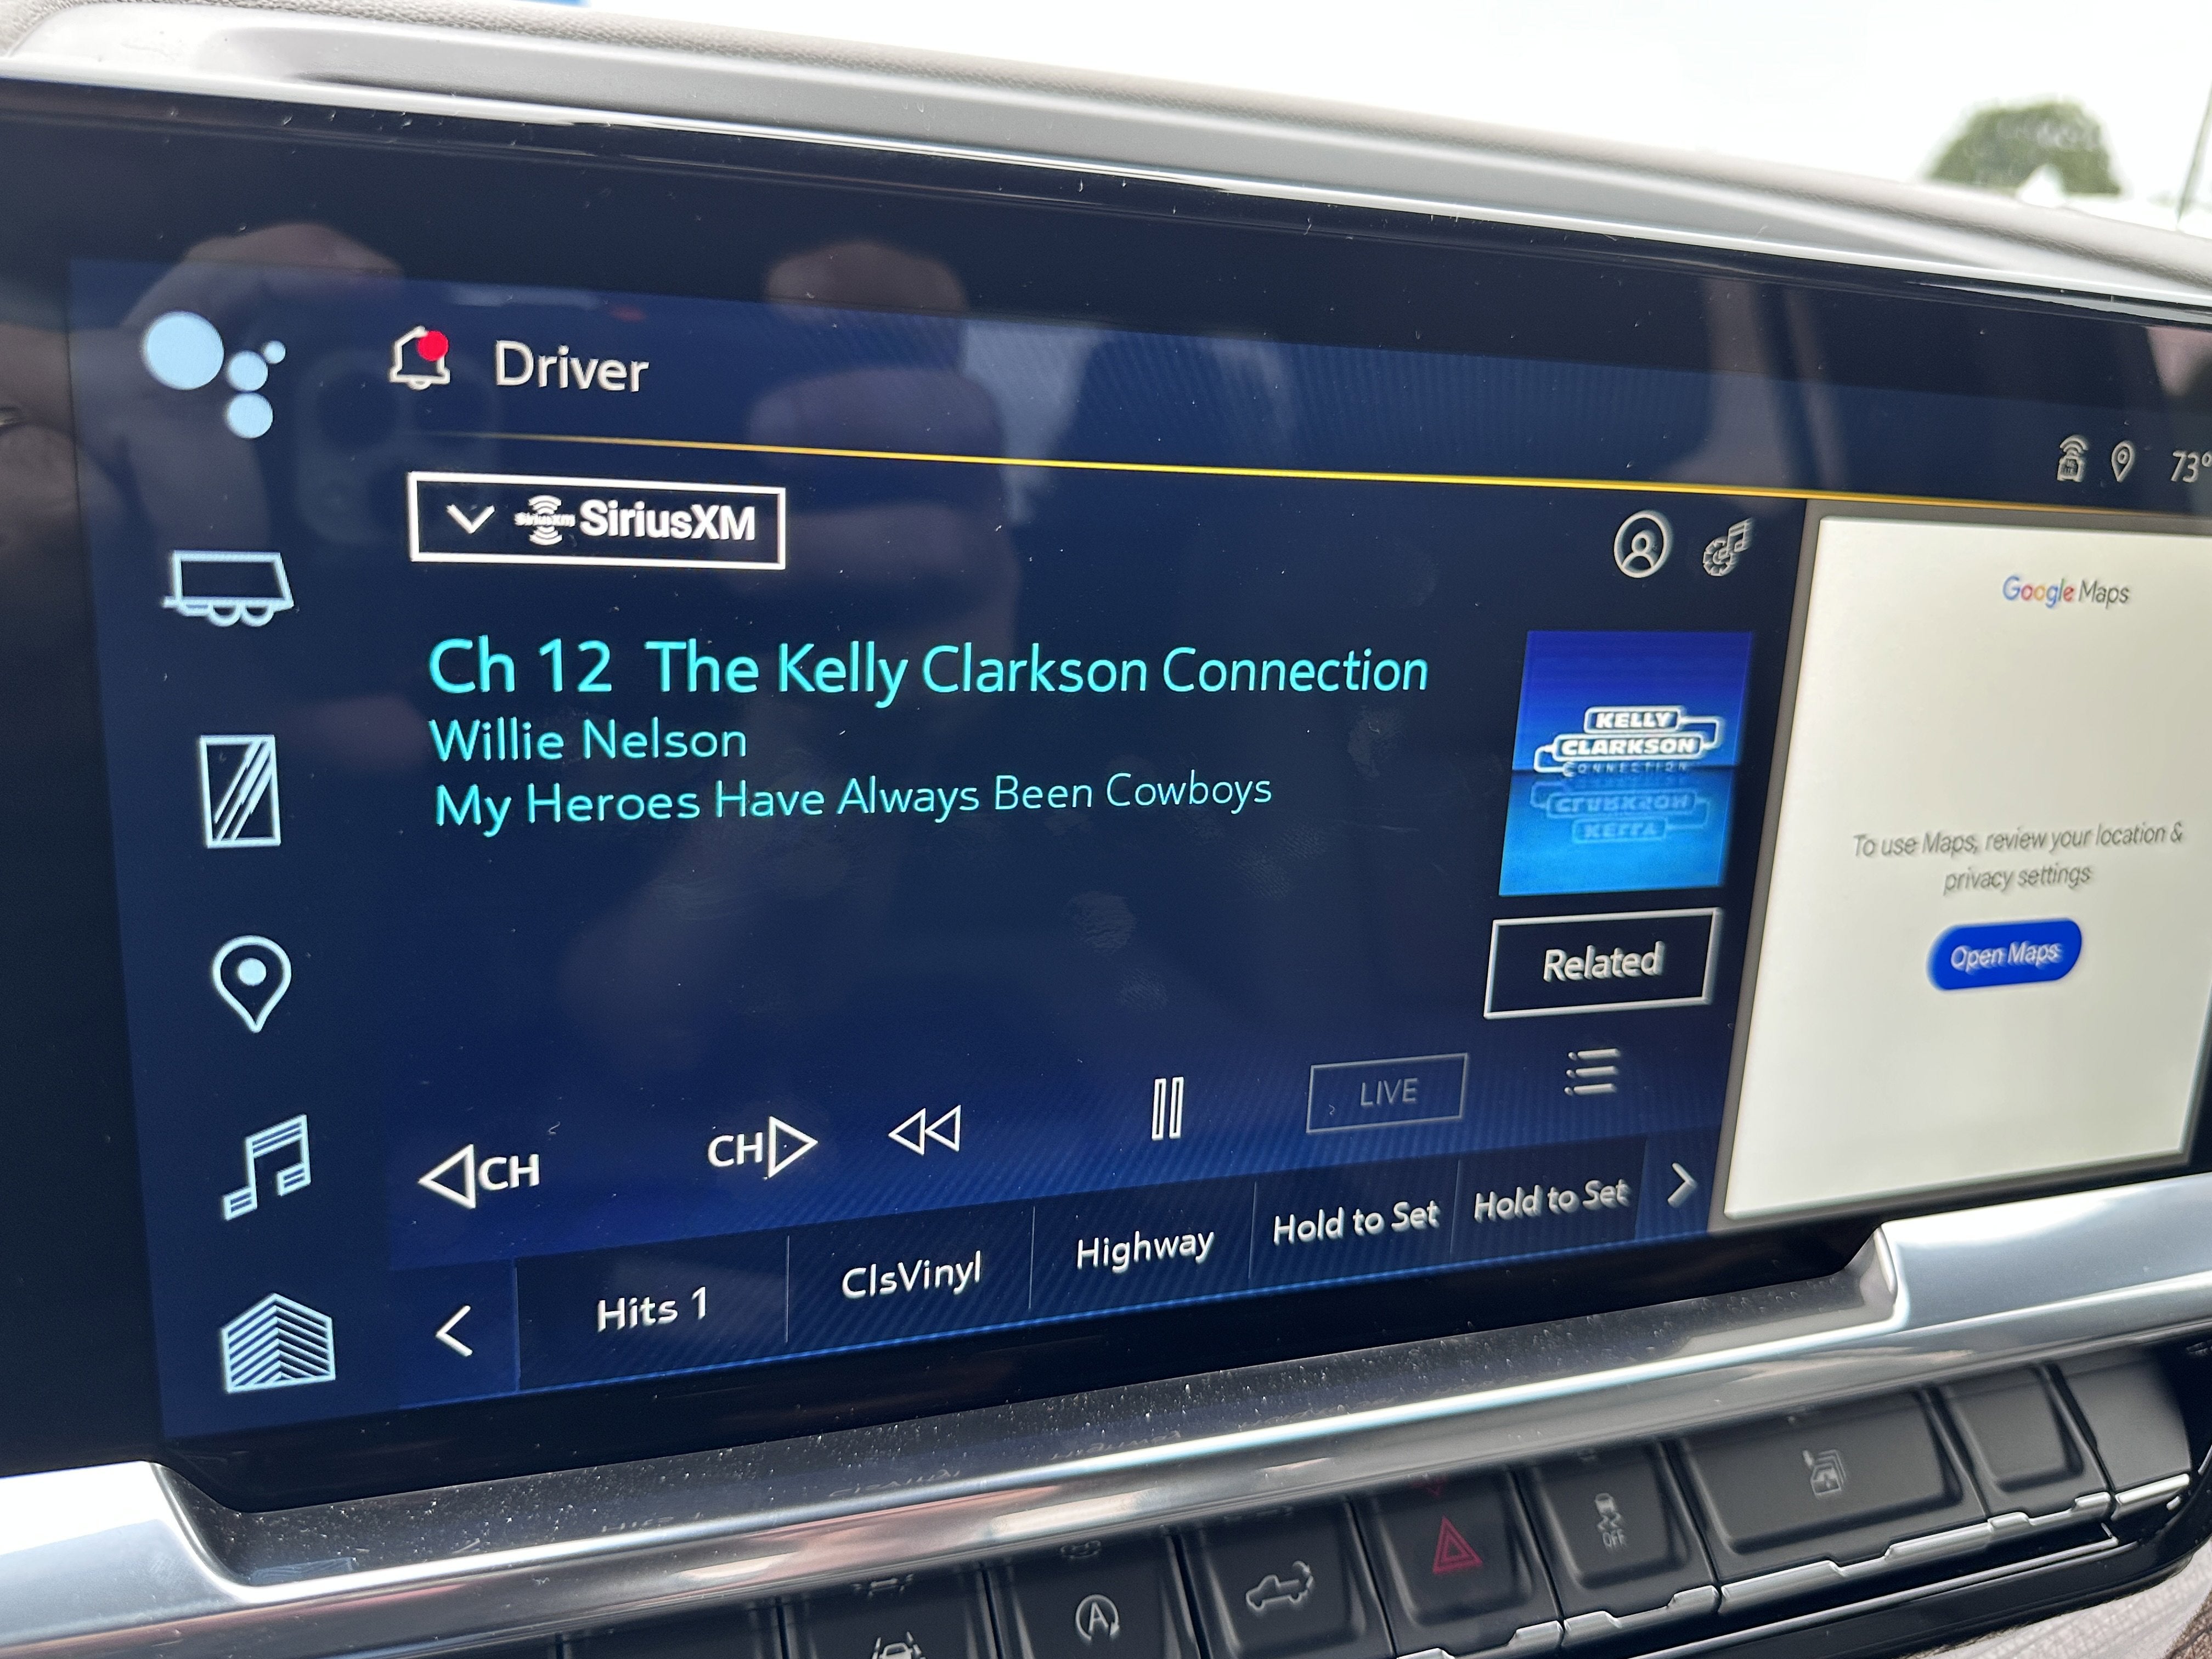 Driver
73°
SiriusXM
Google Maps
Ch 12 The Kelly Clarkson Connection
Willie Nelson
My Heroes Have Always Been Cowboys
KELLY
CLARKSON
CONNECTION
To use Maps, review your location &
privacy settings
Open Maps
Related
LIVE
CH
CH
Hits 1
ClsVinyl
Highway
Hold to Set
Hold to Set
A
OFF